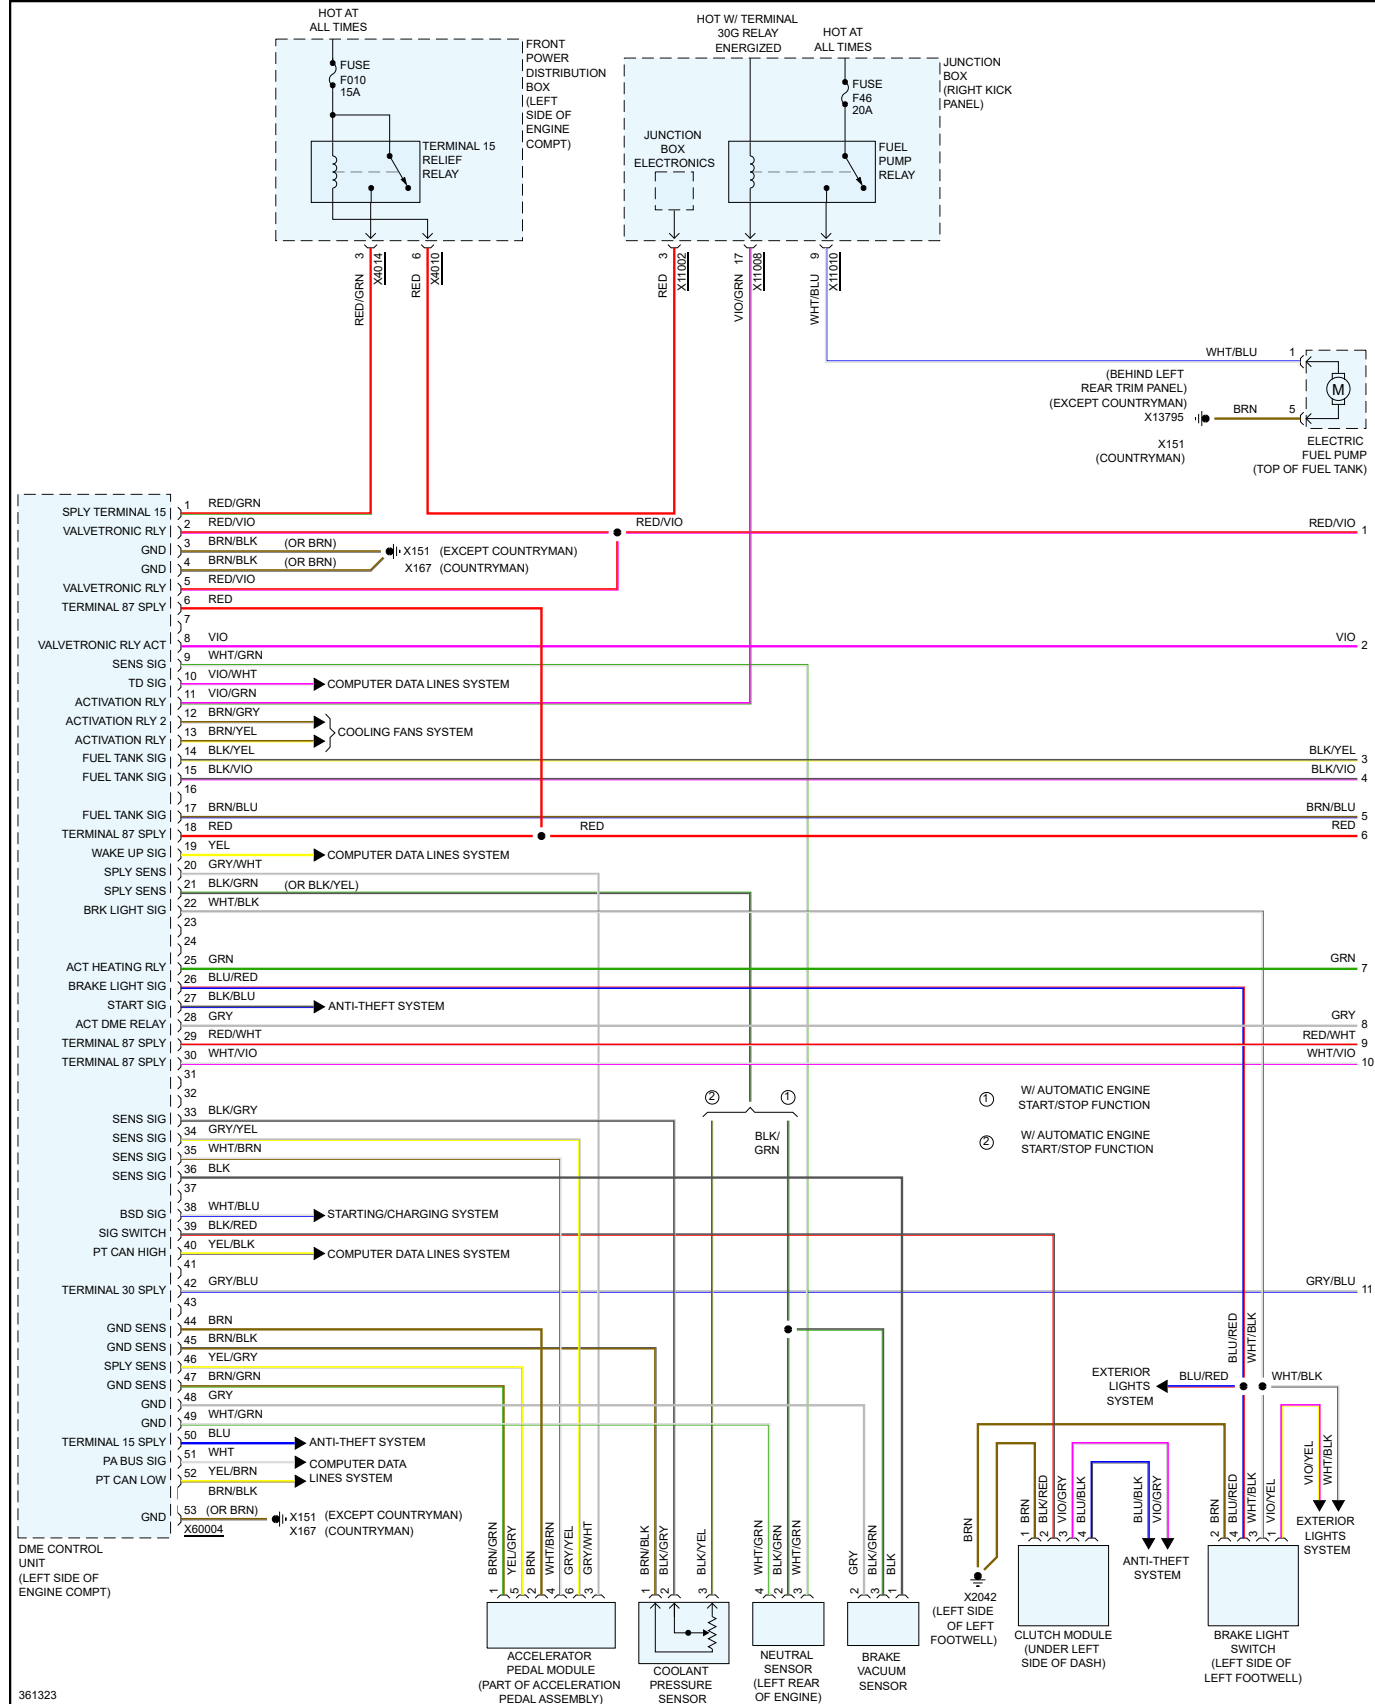 HOT AT
ALL TIMES
HOT W/ TERMINAL
30G RELAY
ENERGIZED
HOT AT
ALL TIMES
FUSE
F010
15A
FRONT
POWER
DISTRIBUTION
BOX
(LEFT
SIDE OF
ENGINE
COMPT)
TERMINAL 15
RELIEF
RELAY
FUSE
F46
20A
JUNCTION
BOX
(RIGHT KICK
PANEL)
JUNCTION
BOX
ELECTRONICS
FUEL
PUMP
RELAY
3
X4014
RED/GRN
6
X4010
RED
3
X11002
RED
17
X11008
VIO/GRN
9
X11010
WHT/BLU
WHT/BLU 1
(BEHIND LEFT
REAR TRIM PANEL)
(EXCEPT COUNTRYMAN)
X13795
BRN 5
X151
(COUNTRYMAN)
M
ELECTRIC
FUEL PUMP
(TOP OF FUEL TANK)
SPLY TERMINAL 15 1 RED/GRN
VALVETRONIC RLY 2 RED/VIO RED/VIO RED/VIO 1
GND 3 BRN/BLK (OR BRN) X151 (EXCEPT COUNTRYMAN)
GND 4 BRN/BLK (OR BRN) X167 (COUNTRYMAN)
VALVETRONIC RLY 5 RED/VIO
TERMINAL 87 SPLY 6 RED
7
VALVETRONIC RLY ACT 8 VIO VIO 2
SENS SIG 9 WHT/GRN
TD SIG 10 VIO/WHT COMPUTER DATA LINES SYSTEM
ACTIVATION RLY 11 VIO/GRN
ACTIVATION RLY 2 12 BRN/GRY
COOLING FANS SYSTEM
ACTIVATION RLY 13 BRN/YEL
FUEL TANK SIG 14 BLK/YEL BLK/YEL 3
FUEL TANK SIG 15 BLK/VIO BLK/VIO 4
16
FUEL TANK SIG 17 BRN/BLU BRN/BLU 5
TERMINAL 87 SPLY 18 RED RED RED 6
WAKE UP SIG 19 YEL COMPUTER DATA LINES SYSTEM
SPLY SENS 20 GRY/WHT
SPLY SENS 21 BLK/GRN (OR BLK/YEL)
BRK LIGHT SIG 22 WHT/BLK
23
24
ACT HEATING RLY 25 GRN GRN 7
BRAKE LIGHT SIG 26 BLU/RED
START SIG 27 BLK/BLU ANTI-THEFT SYSTEM
ACT DME RELAY 28 GRY GRY 8
TERMINAL 87 SPLY 29 RED/WHT RED/WHT 9
TERMINAL 87 SPLY 30 WHT/VIO WHT/VIO 10
31
32
2 1
1 W/ AUTOMATIC ENGINE
START/STOP FUNCTION
2 W/ AUTOMATIC ENGINE
START/STOP FUNCTION
BLK/
GRN
SENS SIG 33 BLK/GRY
SENS SIG 34 GRY/YEL
SENS SIG 35 WHT/BRN
SENS SIG 36 BLK
37
BSD SIG 38 WHT/BLU STARTING/CHARGING SYSTEM
SIG SWITCH 39 BLK/RED
PT CAN HIGH 40 YEL/BLK COMPUTER DATA LINES SYSTEM
41
TERMINAL 30 SPLY 42 GRY/BLU GRY/BLU 11
43
GND SENS 44 BRN
GND SENS 45 BRN/BLK
SPLY SENS 46 YEL/GRY
GND SENS 47 BRN/GRN
GND 48 GRY
GND 49 WHT/GRN
TERMINAL 15 SPLY 50 BLU ANTI-THEFT SYSTEM
PA BUS SIG 51 WHT COMPUTER DATA
LINES SYSTEM
PT CAN LOW 52 YEL/BRN
BRN/BLK
GND 53 (OR BRN) X151 (EXCEPT COUNTRYMAN)
X60004 X167 (COUNTRYMAN)
DME CONTROL
UNIT
(LEFT SIDE OF
ENGINE COMPT)
BLU/RED
WHT/BLK
EXTERIOR
LIGHTS
SYSTEM
BLU/RED
WHT/BLK
1 BRN/GRN
5 YEL/GRY
2 BRN
4 WHT/BRN
6 GRY/YEL
3 GRY/WHT
ACCELERATOR
PEDAL MODULE
(PART OF ACCELERATION
PEDAL ASSEMBLY)
1 BRN/BLK
2 BLK/GRY
3 BLK/YEL
COOLANT
PRESSURE
SENSOR
4 WHT/GRN
2 BLK/GRN
3 WHT/GRN
NEUTRAL
SENSOR
(LEFT REAR
OF ENGINE)
2 GRY
3 BLK/GRN
1 BLK
BRAKE
VACUUM
SENSOR
BRN
X2042
(LEFT SIDE
OF LEFT
FOOTWELL)
1 BRN
2 BLK/RED
3 VIO/GRY
4 BLU/BLK
CLUTCH MODULE
(UNDER LEFT
SIDE OF DASH)
BLU/BLK
VIO/GRY
ANTI-THEFT
SYSTEM
2 BRN
4 BLU/RED
3 WHT/BLK
1 VIO/YEL
BRAKE LIGHT
SWITCH
(LEFT SIDE OF
LEFT FOOTWELL)
VIO/YEL
WHT/BLK
EXTERIOR
LIGHTS
SYSTEM
361323